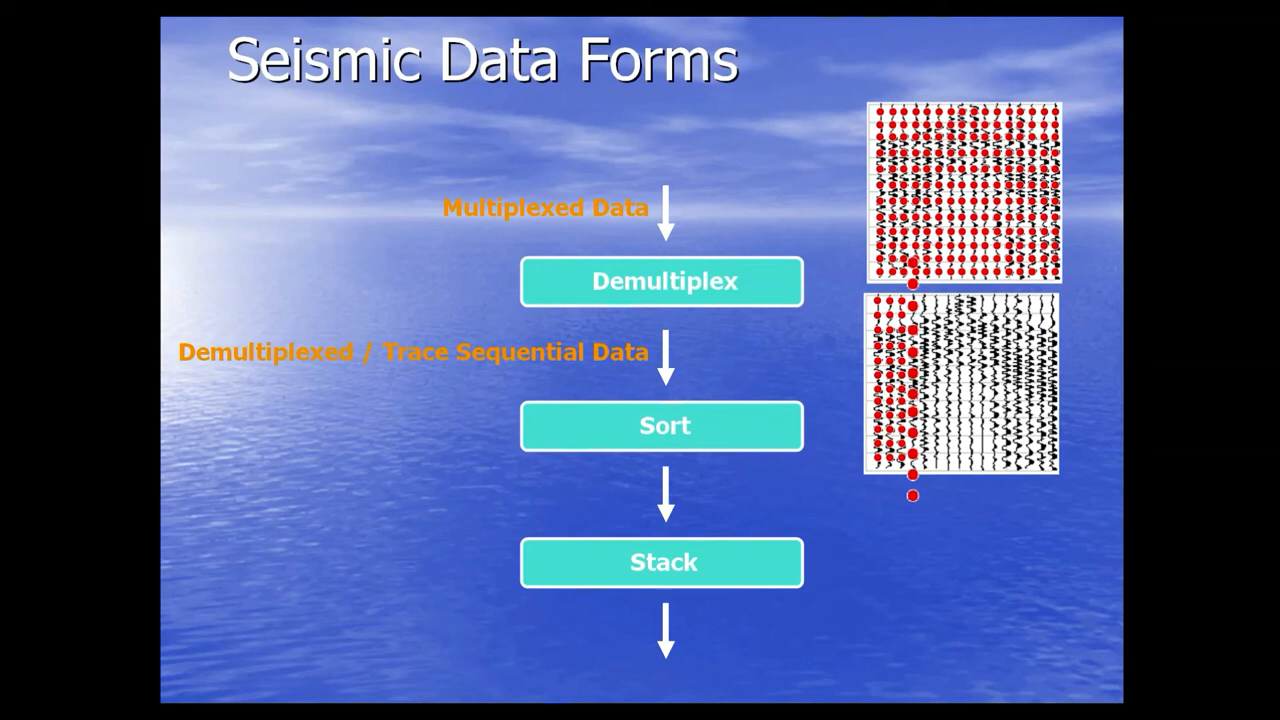 Seismic Data Forms
Multiplexed Data
Demultiplex
Demultiplexed / Trace Sequential Data
Sort
Stack